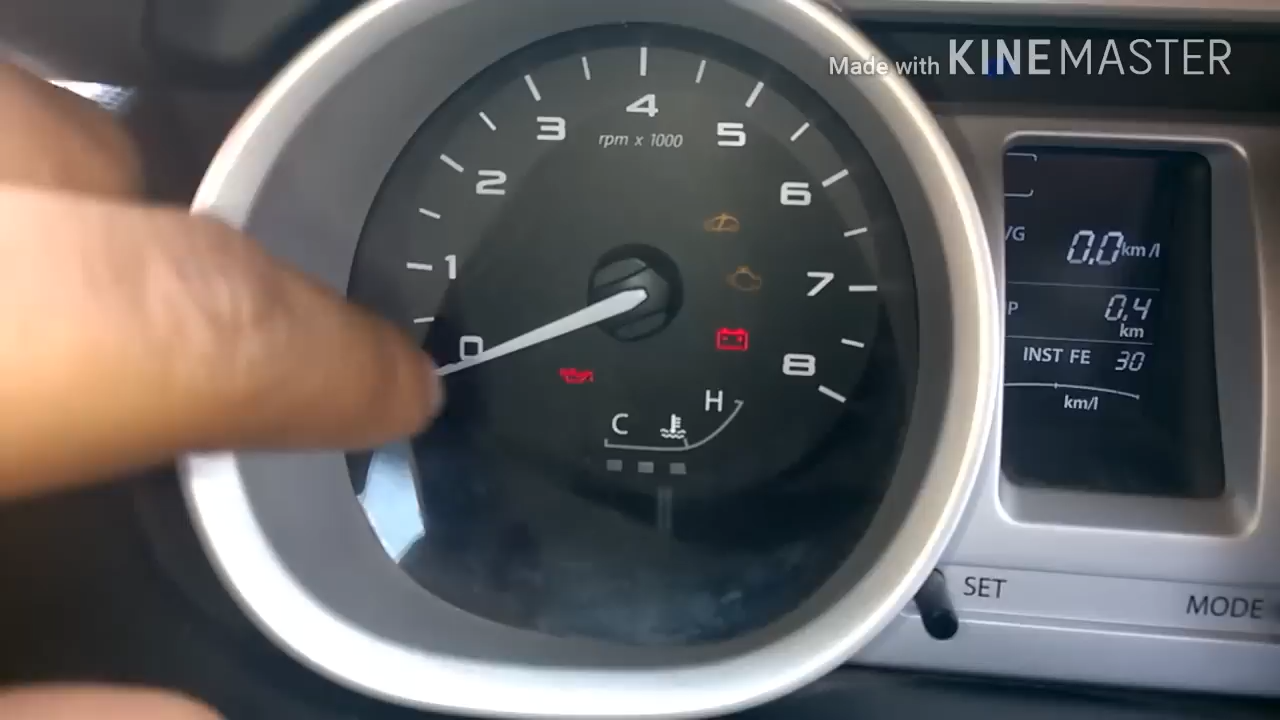 Made with KINEMASTER
4
3
5
rpm x 1000
2
6
1
7
0
8
C
H
/G 0.0 km/l
P 0.4
km
INST FE 30
km/l
SET
MODE